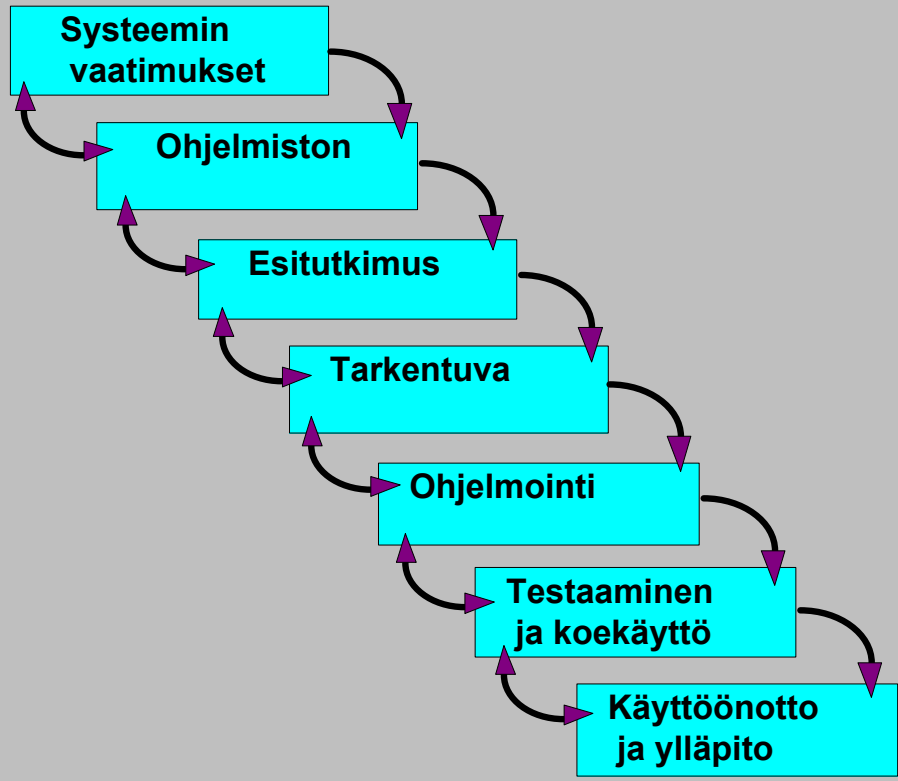 Systeemin
vaatimukset
Ohjelmiston
Esitutkimus
Tarkentuva
Ohjelmointi
Testaaminen
ja koekäyttö
Käyttöönotto
ja ylläpito